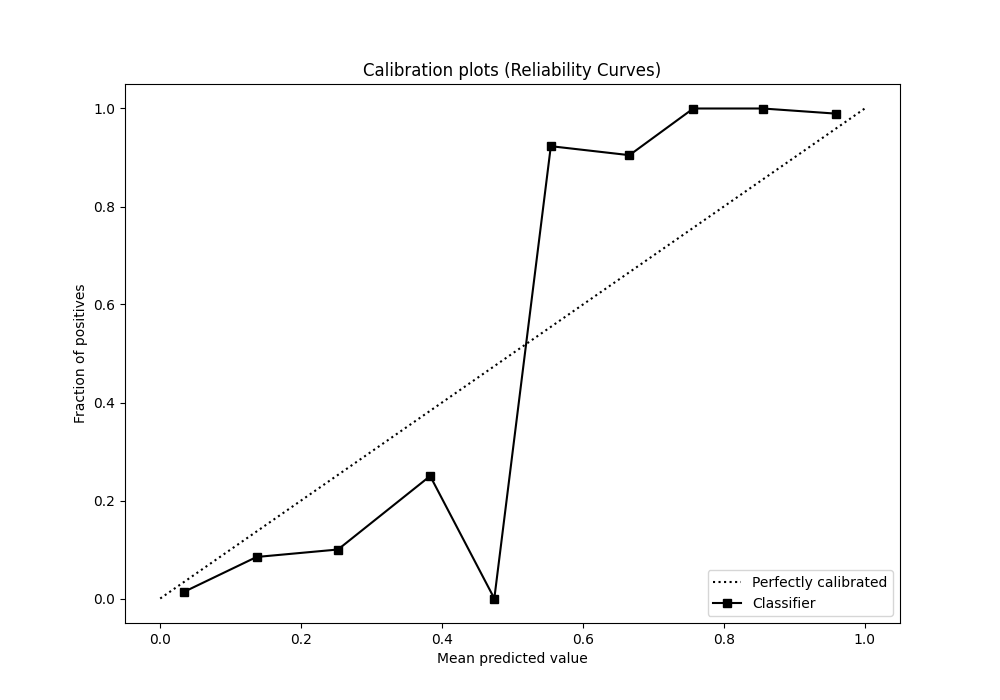 Calibration plots (Reliability Curves)
Fraction of positives
1.0
0.8
0.6
0.4
0.2
0.0
0.0 0.2 0.4 0.6 0.8 1.0
Mean predicted value
Perfectly calibrated
Classifier